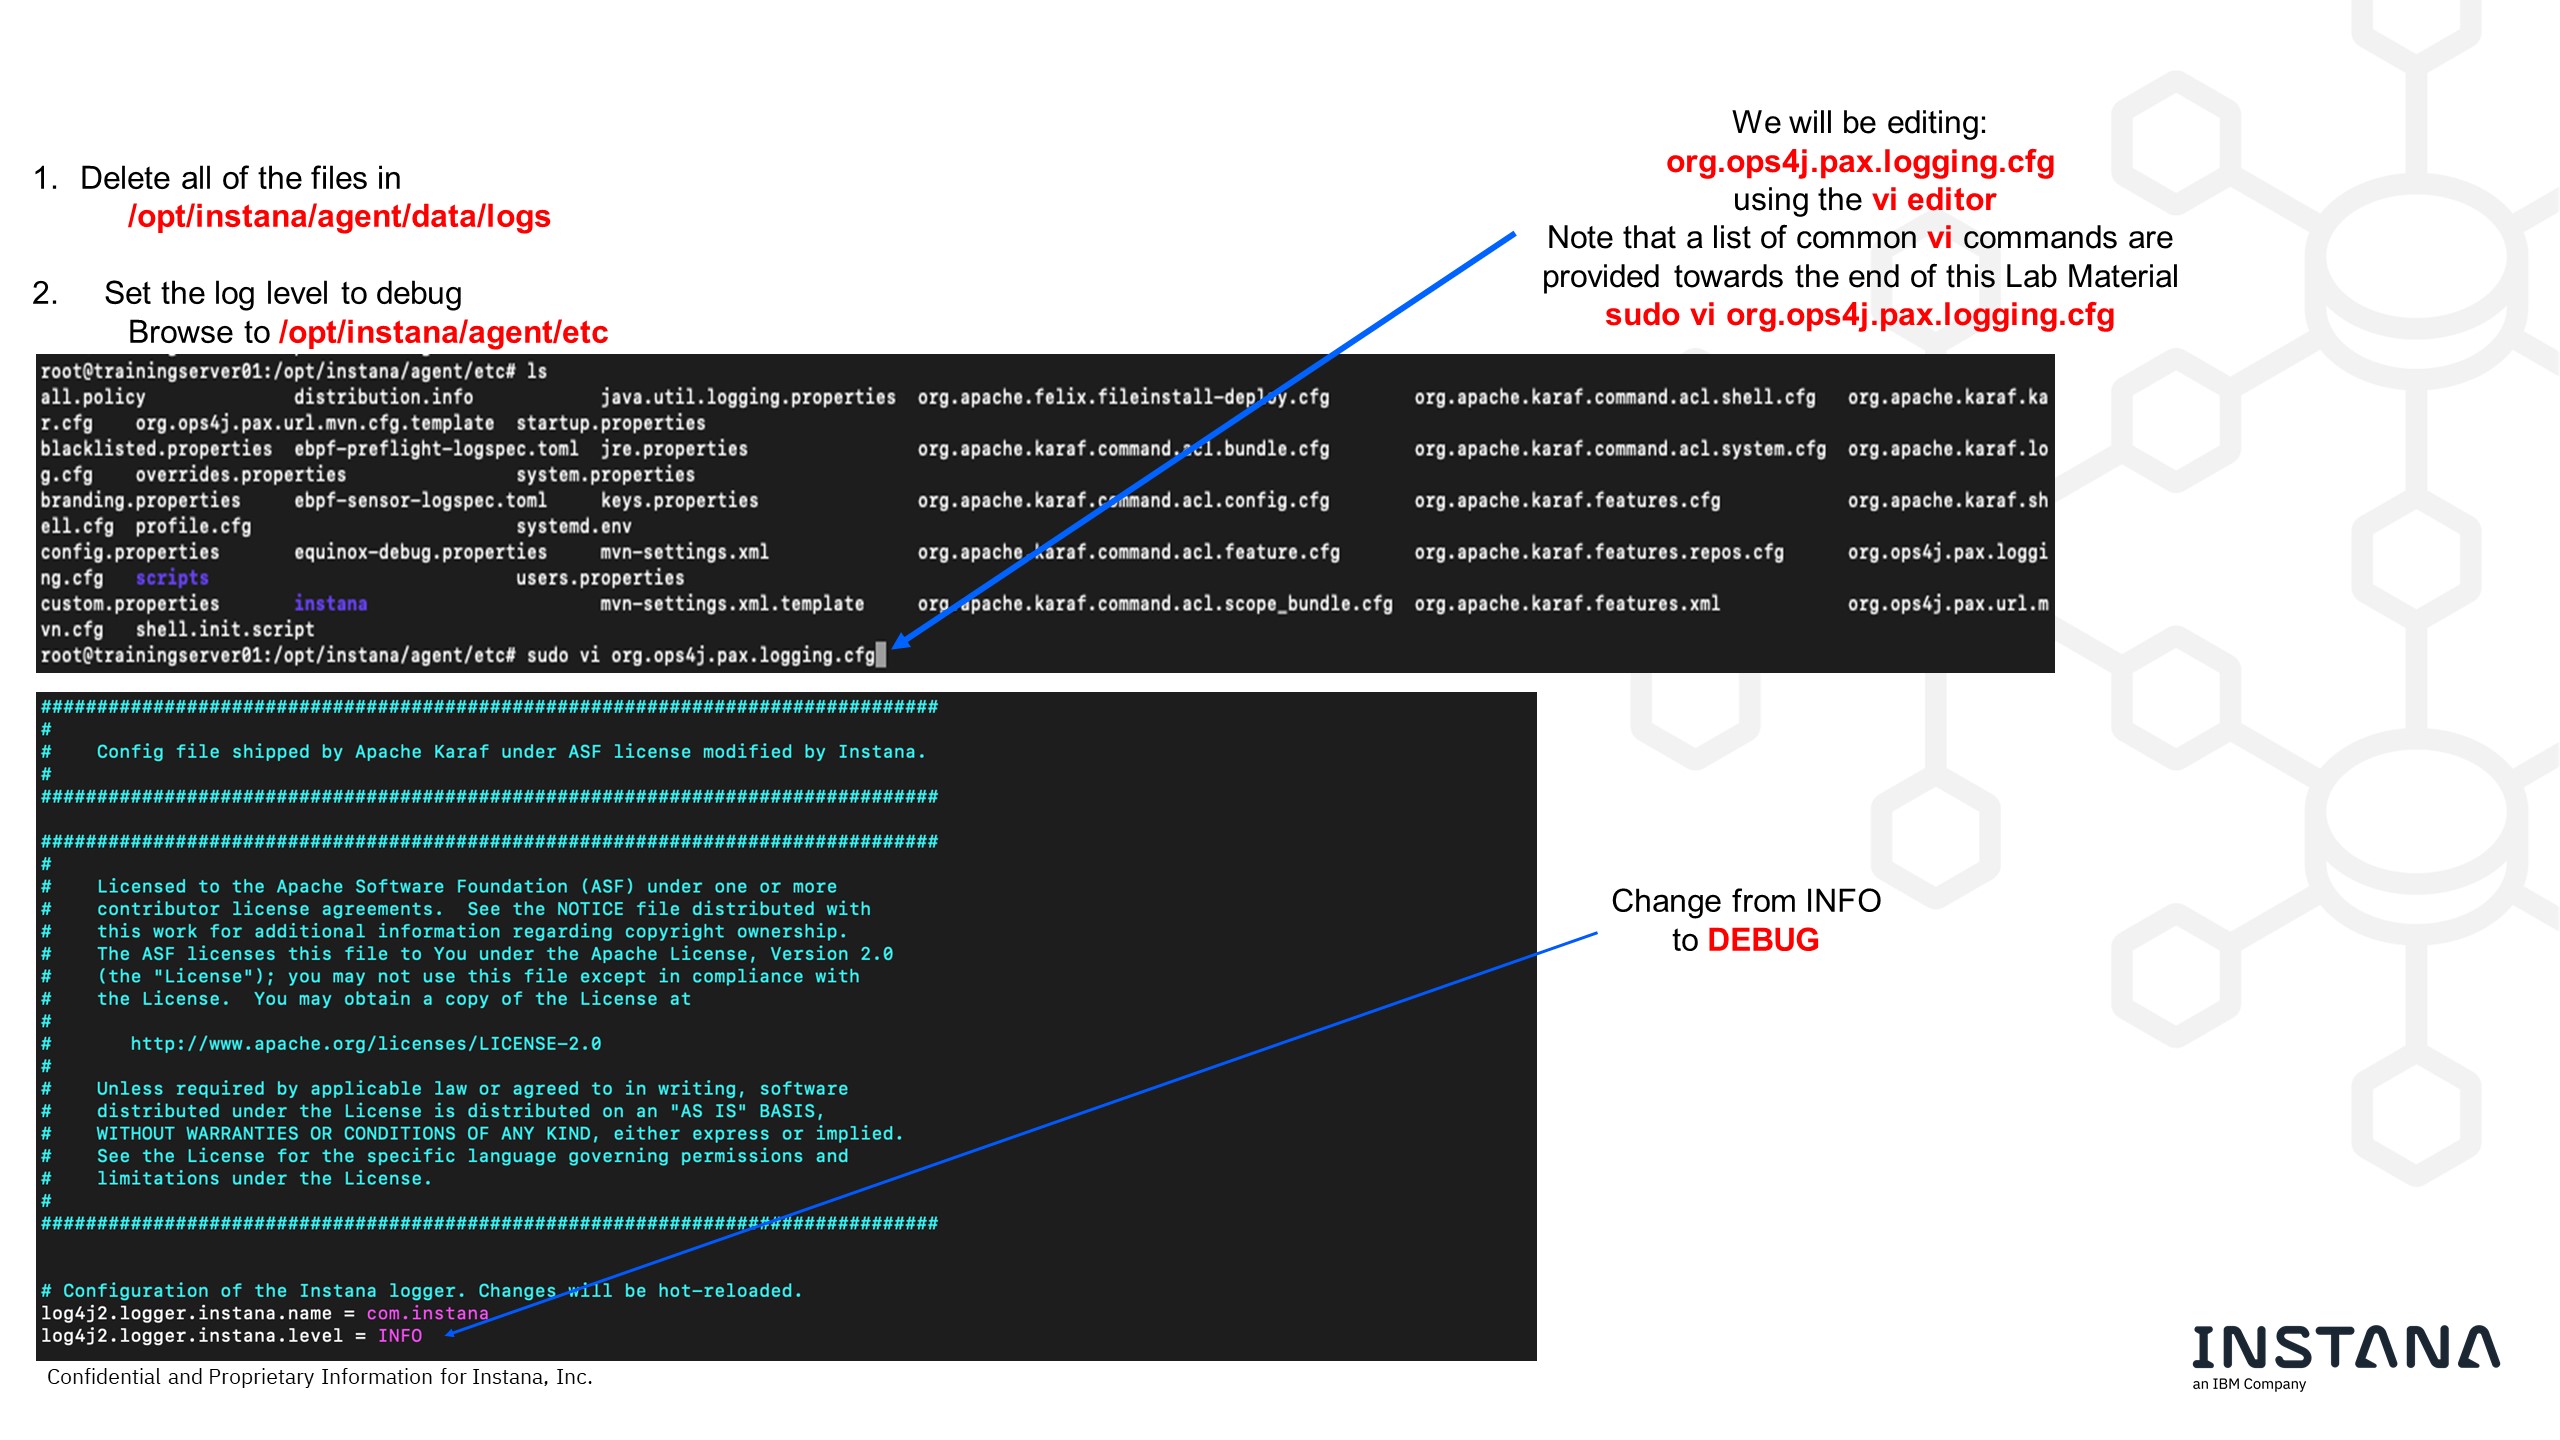 1. Delete all of the files in
/opt/instana/agent/data/logs
2. Set the log level to debug
Browse to /opt/instana/agent/etc
We will be editing:
org.ops4j.pax.logging.cfg
using the vi editor
Note that a list of common vi commands are
provided towards the end of this Lab Material
sudo vi org.ops4j.pax.logging.cfg
root@trainingserver01:/opt/instana/agent/etc# ls
all.policy distribution.info java.util.logging.properties org.apache.felix.fileinstall-deploy.cfg org.apache.karaf.command.acl.shell.cfg org.apache.karaf.ka
r.cfg org.ops4j.pax.url.mvn.cfg.template startup.properties
blacklisted.properties ebpf-preflight-logspec.toml jre.properties org.apache.karaf.command.acl.bundle.cfg org.apache.karaf.command.acl.system.cfg org.apache.karaf.lo
g.cfg overrides.properties system.properties
branding.properties ebpf-sensor-logspec.toml keys.properties org.apache.karaf.command.acl.config.cfg org.apache.karaf.features.cfg org.apache.karaf.sh
ell.cfg profile.cfg systemd.env
config.properties equinox-debug.properties mvn-settings.xml org.apache.karaf.command.acl.feature.cfg org.apache.karaf.features.repos.cfg org.ops4j.pax.loggi
ng.cfg scripts users.properties
custom.properties instana mvn-settings.xml.template org.apache.karaf.command.acl.scope_bundle.cfg org.apache.karaf.features.xml org.ops4j.pax.url.m
vn.cfg shell.init.script
root@trainingserver01:/opt/instana/agent/etc# sudo vi org.ops4j.pax.logging.cfg
################################################################################
#
# Config file shipped by Apache Karaf under ASF license modified by Instana.
#
################################################################################
################################################################################
#
# Licensed to the Apache Software Foundation (ASF) under one or more
# contributor license agreements. See the NOTICE file distributed with
# this work for additional information regarding copyright ownership.
# The ASF licenses this file to You under the Apache License, Version 2.0
# (the "License"); you may not use this file except in compliance with
# the License. You may obtain a copy of the License at
#
# http://www.apache.org/licenses/LICENSE-2.0
#
# Unless required by applicable law or agreed to in writing, software
# distributed under the License is distributed on an "AS IS" BASIS,
# WITHOUT WARRANTIES OR CONDITIONS OF ANY KIND, either express or implied.
# See the License for the specific language governing permissions and
# limitations under the License.
#
################################################################################
# Configuration of the Instana logger. Changes will be hot-reloaded.
log4j2.logger.instana.name = com.instana
log4j2.logger.instana.level = INFO
Change from INFO
to DEBUG
Confidential and Proprietary Information for Instana, Inc.
INSTANA
an IBM Company